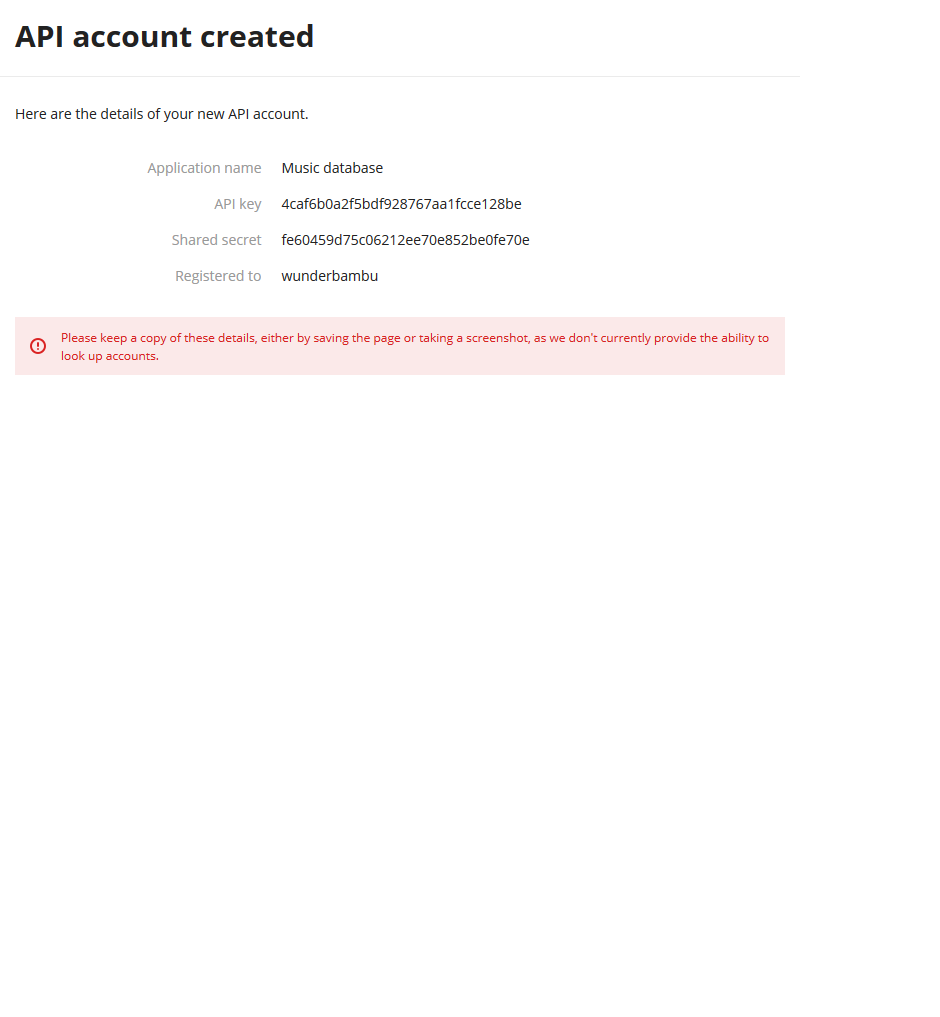 API account created
Here are the details of your new API account.
Application name Music database
API key 4caf6b0a2f5bdf928767aa1fcce128be
Shared secret fe60459d75c06212ee70e852be0fe70e
Registered to wunderbambu
Please keep a copy of these details, either by saving the page or taking a screenshot, as we don't currently provide the ability to
look up accounts.